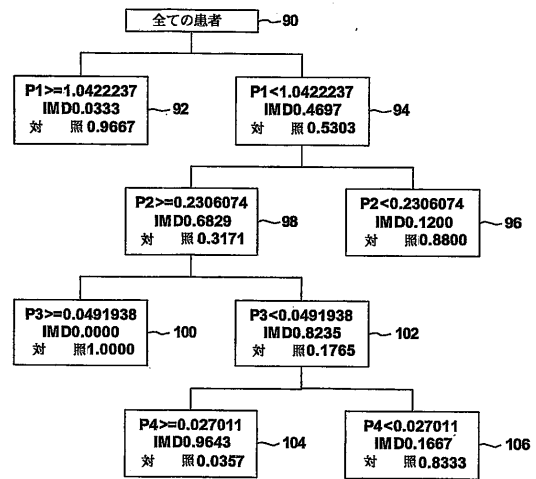 全ての患者 90
P1>=1.0422237
IMD0.0333
対 照0.9667
92
P1<1.0422237
IMD0.4697
対 照0.5303
94
P2>=0.2306074
IMD0.6829
対 照0.3171
98
P2<0.2306074
IMD0.1200
対 照0.8800
96
P3>=0.0491938
IMD0.0000
対 照1.0000
100
P3<0.0491938
IMD0.8235
対 照0.1765
102
P4>=0.027011
IMD0.9643
対 照0.0357
104
P4<0.027011
IMD0.1667
対 照0.8333
106